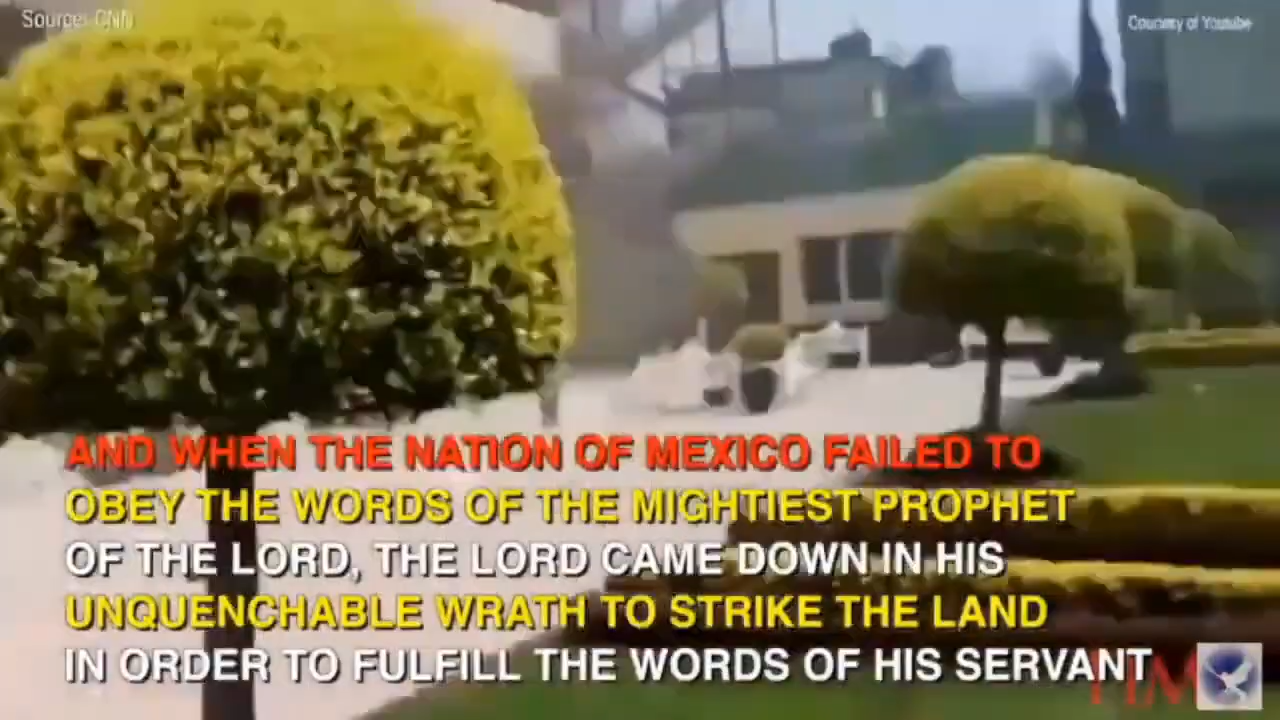 Source: CNN
Courtesy of Youtube
AND WHEN THE NATION OF MEXICO FAILED TO
OBEY THE WORDS OF THE MIGHTIEST PROPHET
OF THE LORD, THE LORD CAME DOWN IN HIS
UNQUENCHABLE WRATH TO STRIKE THE LAND
IN ORDER TO FULFILL THE WORDS OF HIS SERVANT